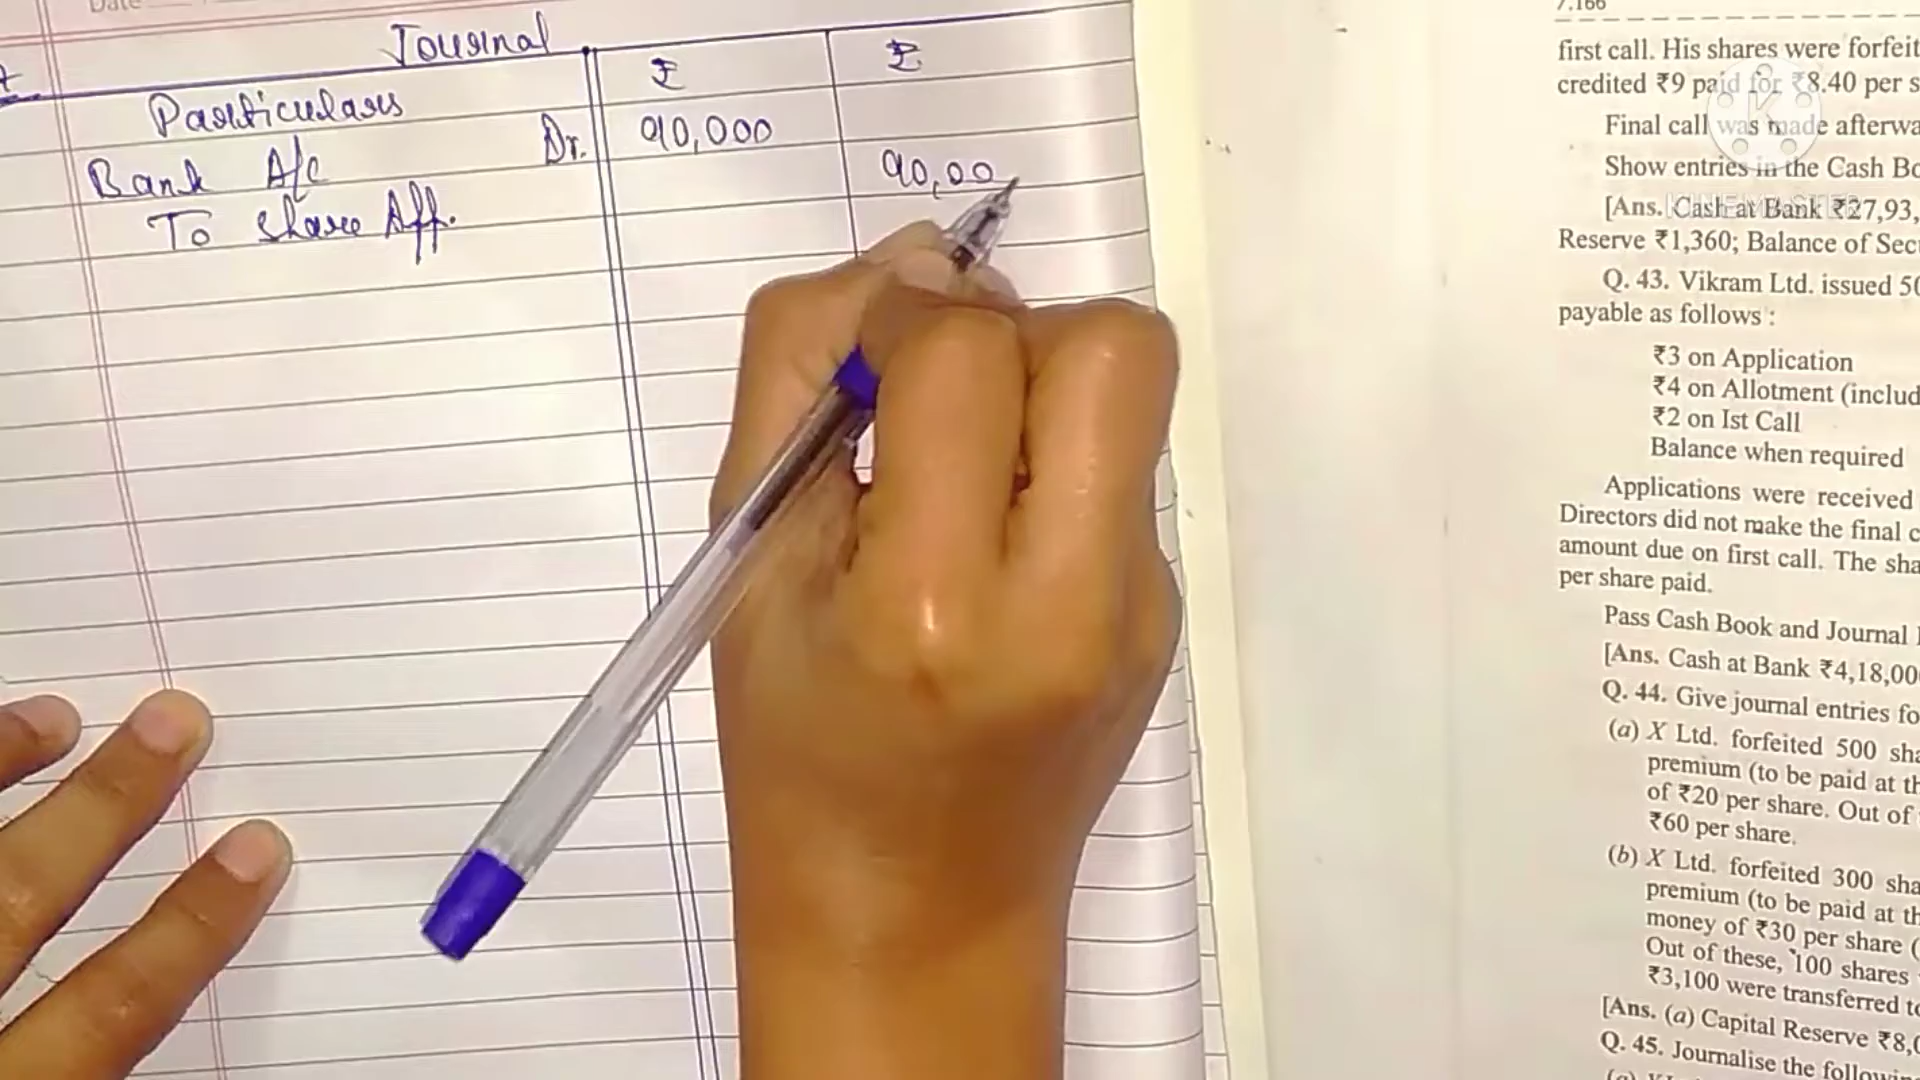 Date
Journal
Particulars
₹
₹
Bank A/c
Dr.
90,000
To Share Aff.
90,00
7.166
first call. His shares were forfeit
credited ₹9 paid for ₹8.40 per s
Final call was made afterwa
Show entries in the Cash Bo
KINEMASTER
[Ans. Cash at Bank ₹27,93,
Reserve ₹1,360; Balance of Secu
Q. 43. Vikram Ltd. issued 50
payable as follows :
₹3 on Application
₹4 on Allotment (includ
₹2 on Ist Call
Balance when required
Applications were received
Directors did not make the final c
amount due on first call. The sha
per share paid.
Pass Cash Book and Journal
[Ans. Cash at Bank ₹4,18,00
Q. 44. Give journal entries fo
(a) X Ltd. forfeited 500 sha
premium (to be paid at th
of ₹20 per share. Out of
₹60 per share.
(b) X Ltd. forfeited 300 sha
premium (to be paid at th
money of ₹30 per share (
Out of these, 100 shares
₹3,100 were transferred to
[Ans. (a) Capital Reserve ₹8,0
Q. 45. Journalise the followin